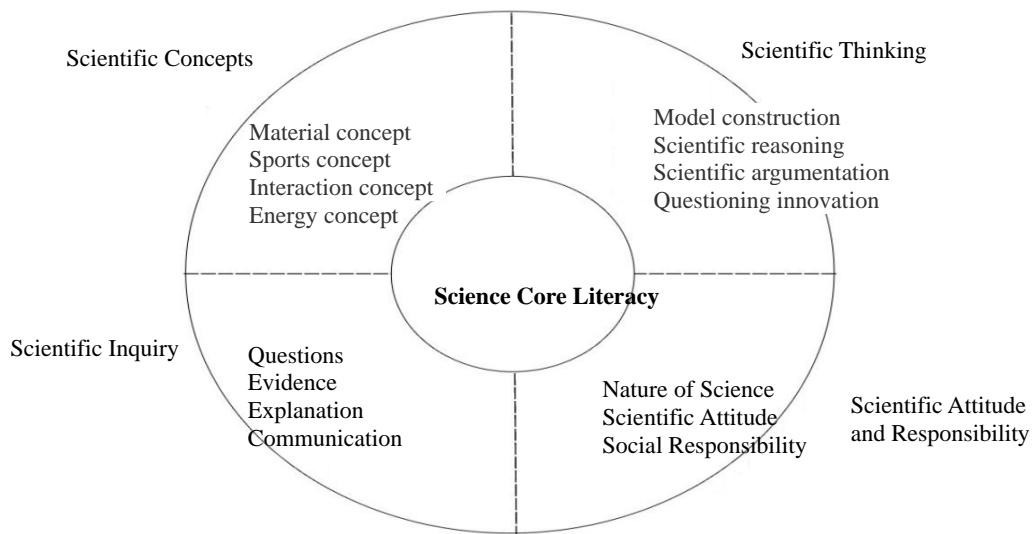 Scientific Concepts
Scientific Thinking
Material concept
Sports concept
Interaction concept
Energy concept
Model construction
Scientific reasoning
Scientific argumentation
Questioning innovation
Science Core Literacy
Scientific Inquiry
Questions
Evidence
Explanation
Communication
Nature of Science
Scientific Attitude
Social Responsibility
Scientific Attitude
and Responsibility